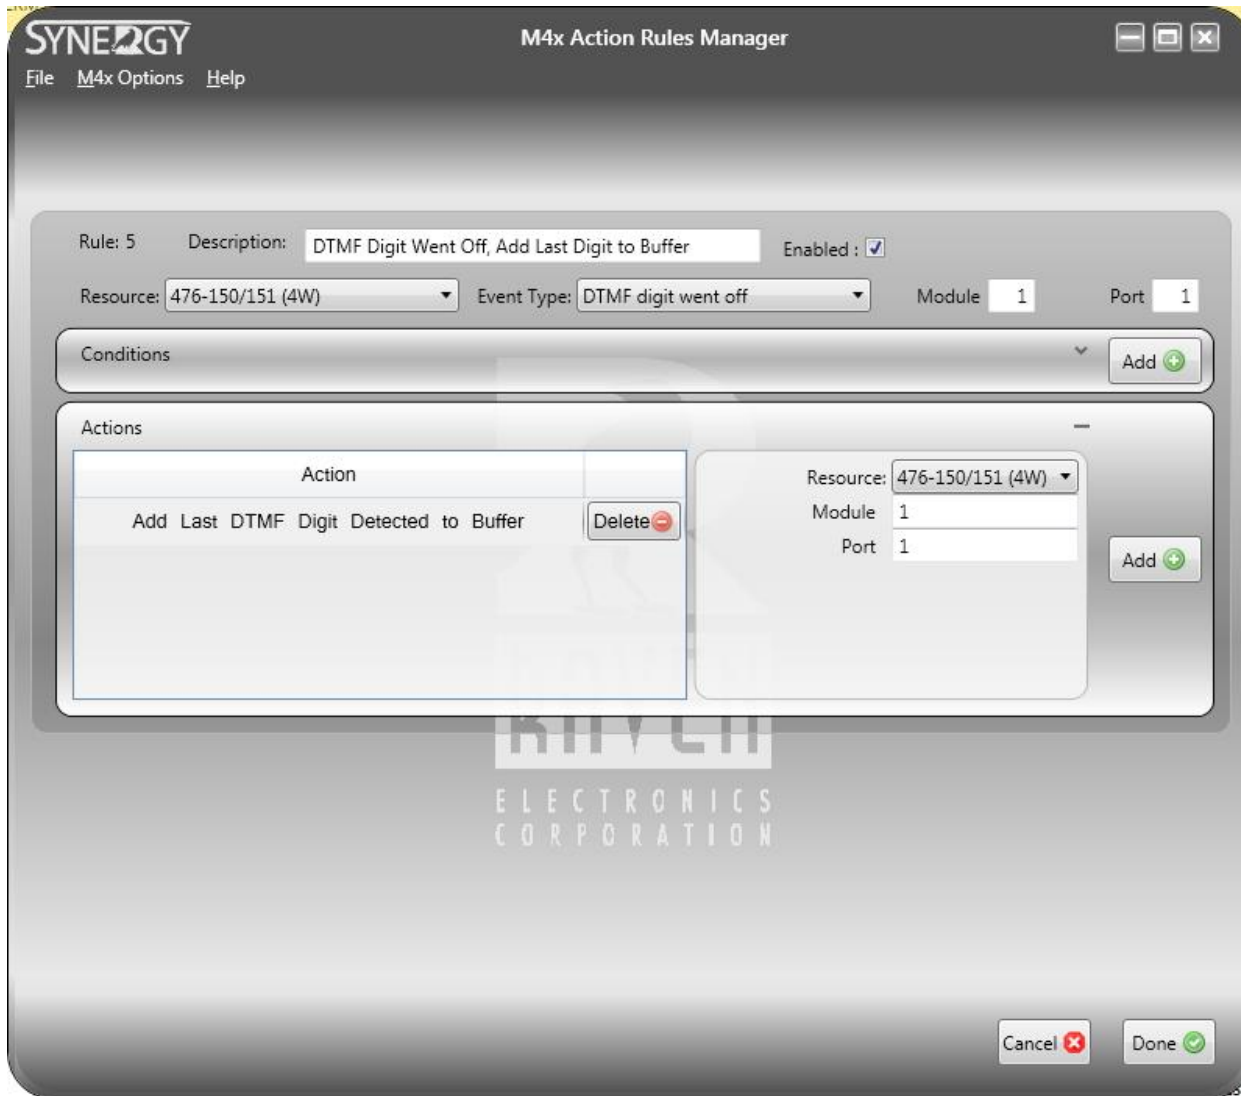 SYNERGY
M4x Action Rules Manager
File M4x Options Help
Rule: 5 Description: DTMF Digit Went Off, Add Last Digit to Buffer Enabled :
Resource: 476-150/151 (4W) Event Type: DTMF digit went off Module 1 Port 1
Conditions Add
Actions
Action
Resource: 476-150/151 (4W)
Add Last DTMF Digit Detected to Buffer Delete
Module 1
Port 1
Add
RAVEN
ELECTRONICS
CORPORATION
Cancel Done